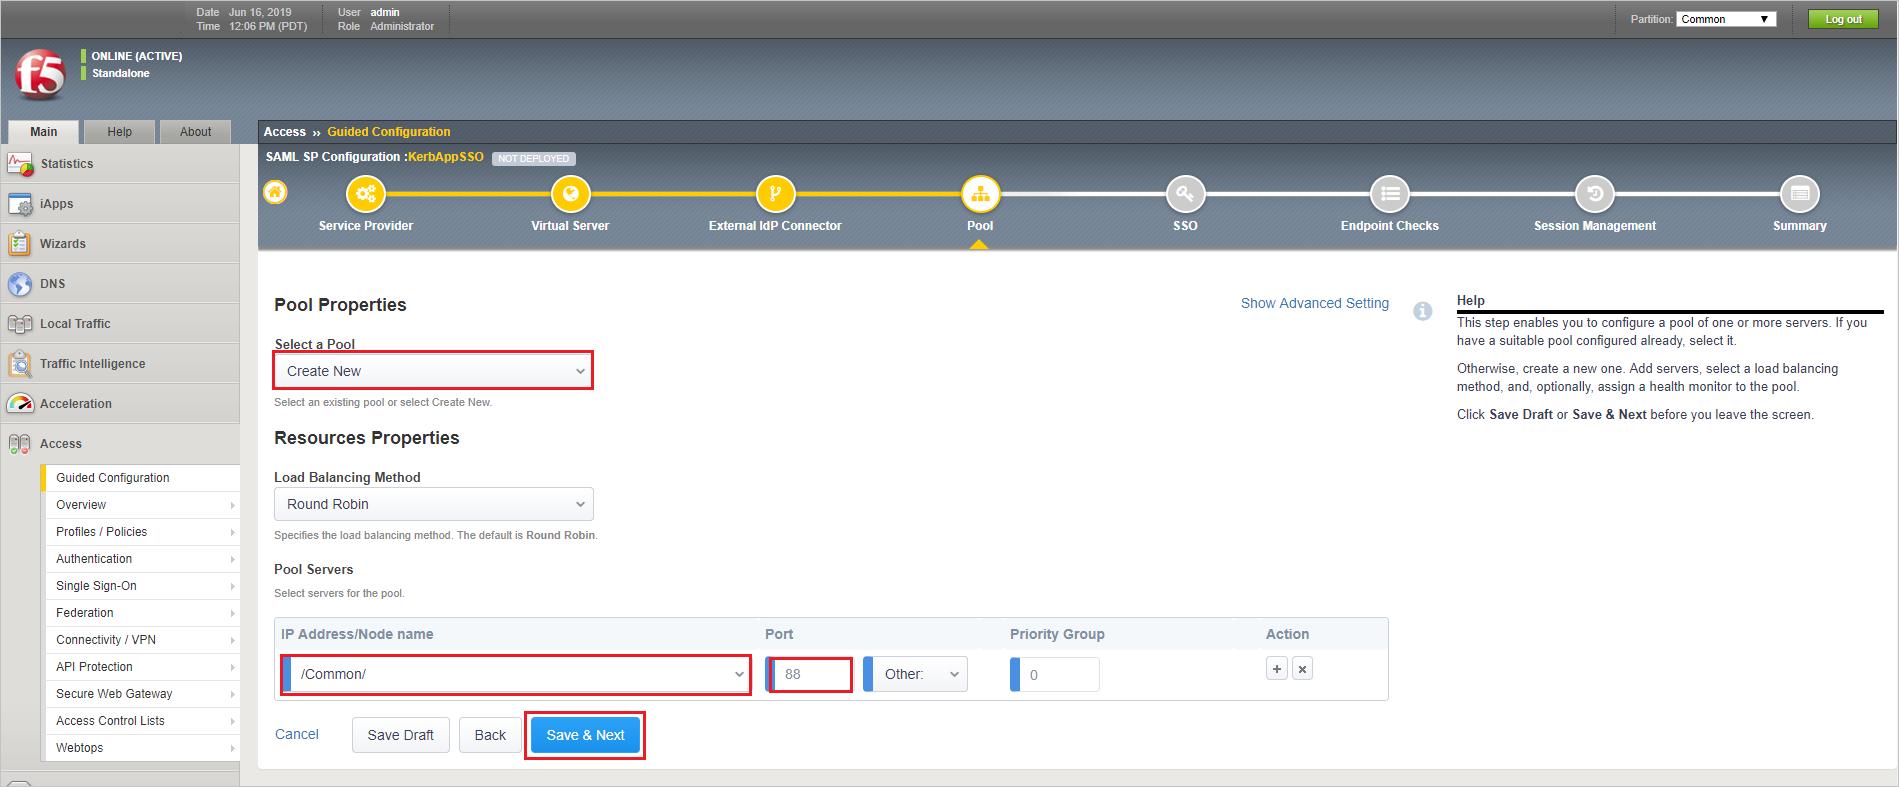 Date Jun 16, 2019 User admin
Time 12:06 PM (PDT) Role Administrator
Partition: Common
Log out
f5
ONLINE (ACTIVE)
Standalone
Main Help About
Statistics
iApps
Wizards
DNS
Local Traffic
Traffic Intelligence
Acceleration
Access
Guided Configuration
Overview
Profiles / Policies
Authentication
Single Sign-On
Federation
Connectivity / VPN
API Protection
Secure Web Gateway
Access Control Lists
Webtops
Access ›› Guided Configuration
SAML SP Configuration :KerbAppSSO NOT DEPLOYED
Service Provider Virtual Server External IdP Connector Pool SSO Endpoint Checks Session Management Summary
Pool Properties
Show Advanced Setting
Select a Pool
Create New
Select an existing pool or select Create New.
Resources Properties
Load Balancing Method
Round Robin
Specifies the load balancing method. The default is Round Robin.
Pool Servers
Select servers for the pool.
IP Address/Node name Port Priority Group Action
/Common/ 88 Other: 0 + x
Cancel Save Draft Back Save & Next
Help
This step enables you to configure a pool of one or more servers. If you
have a suitable pool configured already, select it.
Otherwise, create a new one. Add servers, select a load balancing
method, and, optionally, assign a health monitor to the pool.
Click Save Draft or Save & Next before you leave the screen.